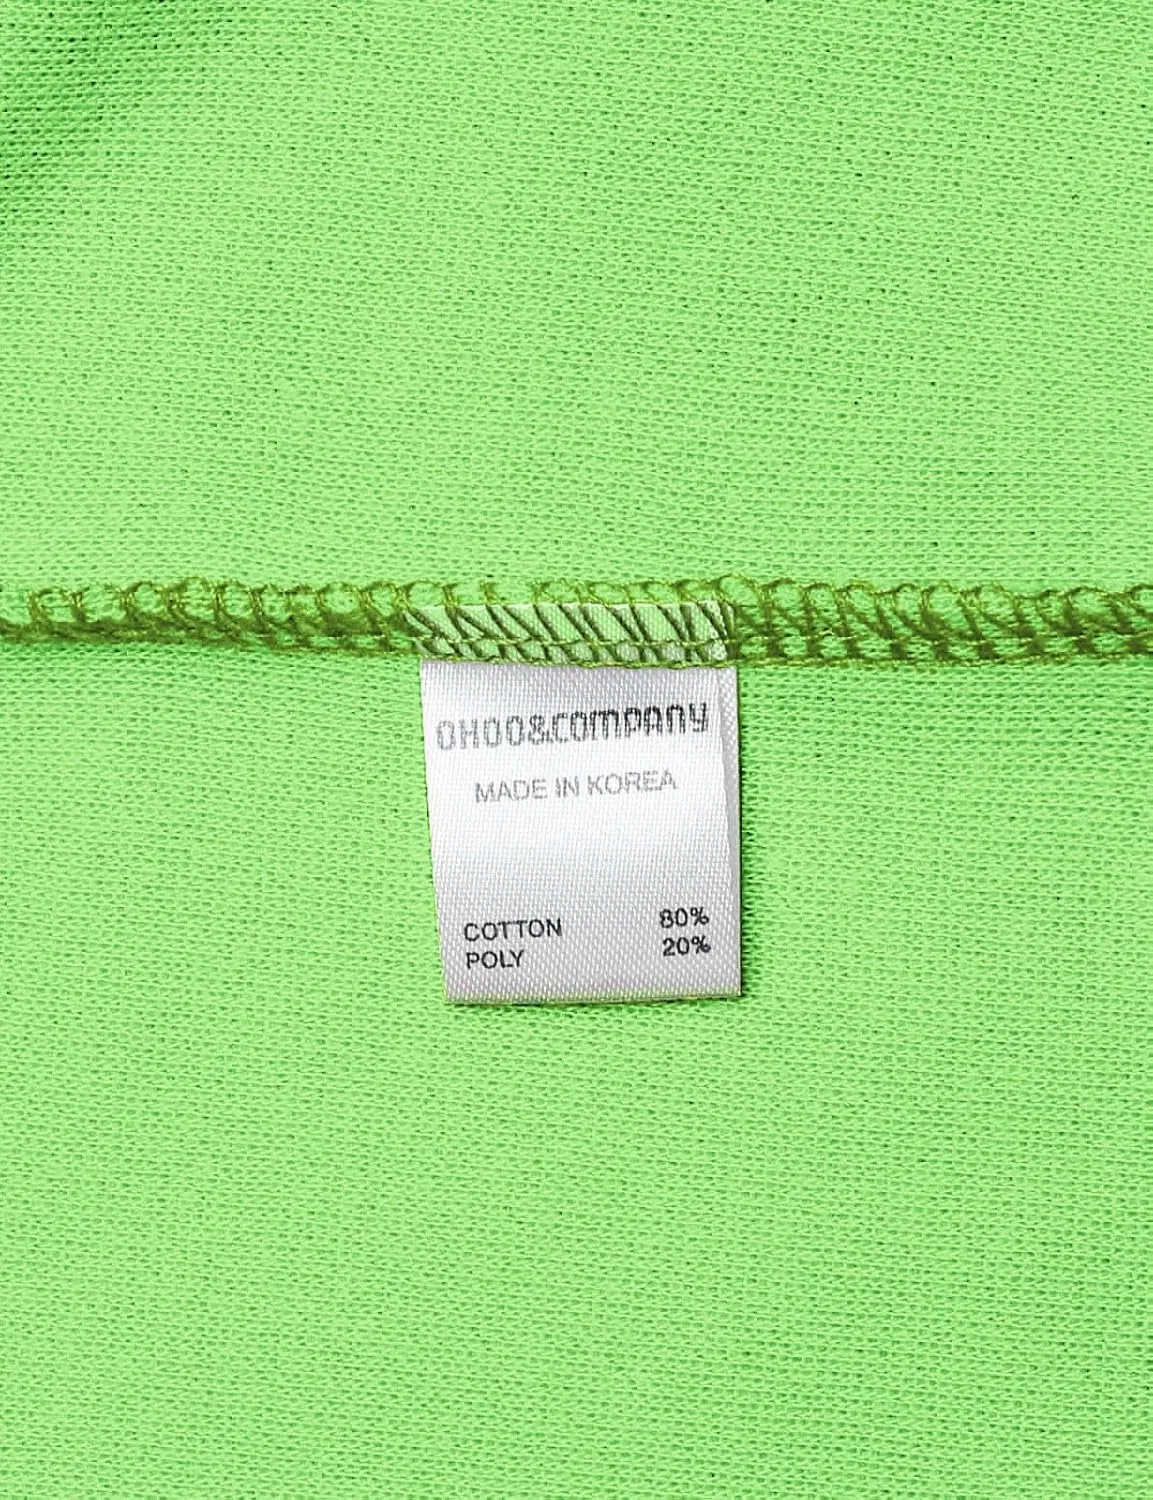 OHOO&COMPANY
MADE IN KOREA
COTTON 80%
POLY 20%